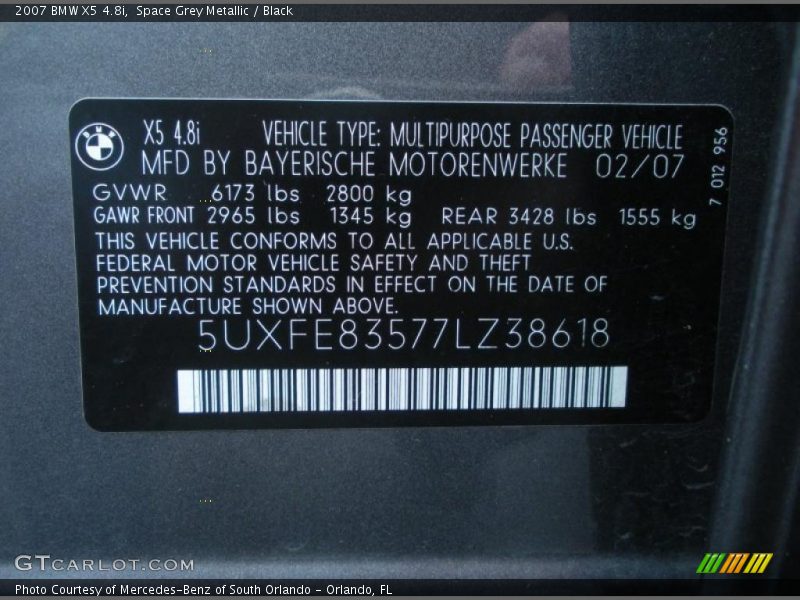 2007 BMW X5 4.8i, Space Grey Metallic / Black
BMW
X5 4.8i VEHICLE TYPE: MULTIPURPOSE PASSENGER VEHICLE
MFD BY BAYERISCHE MOTORENWERKE 02/07
GVWR 6173 lbs 2800 kg
GAWR FRONT 2965 lbs 1345 kg REAR 3428 lbs 1555 kg
THIS VEHICLE CONFORMS TO ALL APPLICABLE U.S.
FEDERAL MOTOR VEHICLE SAFETY AND THEFT
PREVENTION STANDARDS IN EFFECT ON THE DATE OF
MANUFACTURE SHOWN ABOVE.
5UXFE83577LZ38618
7 012 956
GTCARLOT.COM
Photo Courtesy of Mercedes-Benz of South Orlando - Orlando, FL